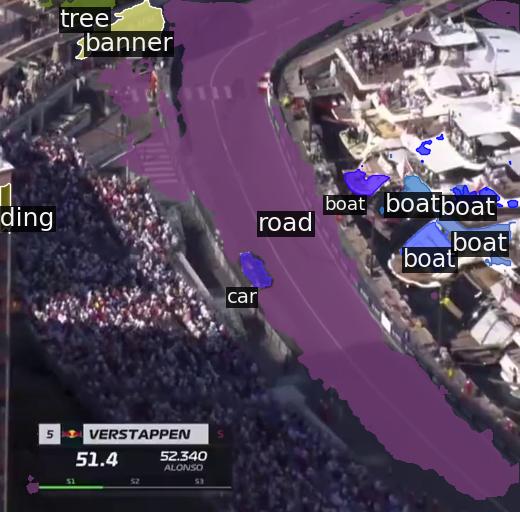 tree
banner
boat
boat
boat
ding
road
boat
boat
car
5 VERSTAPPEN S
51.4 52.340
ALONSO
S1 S2 S3